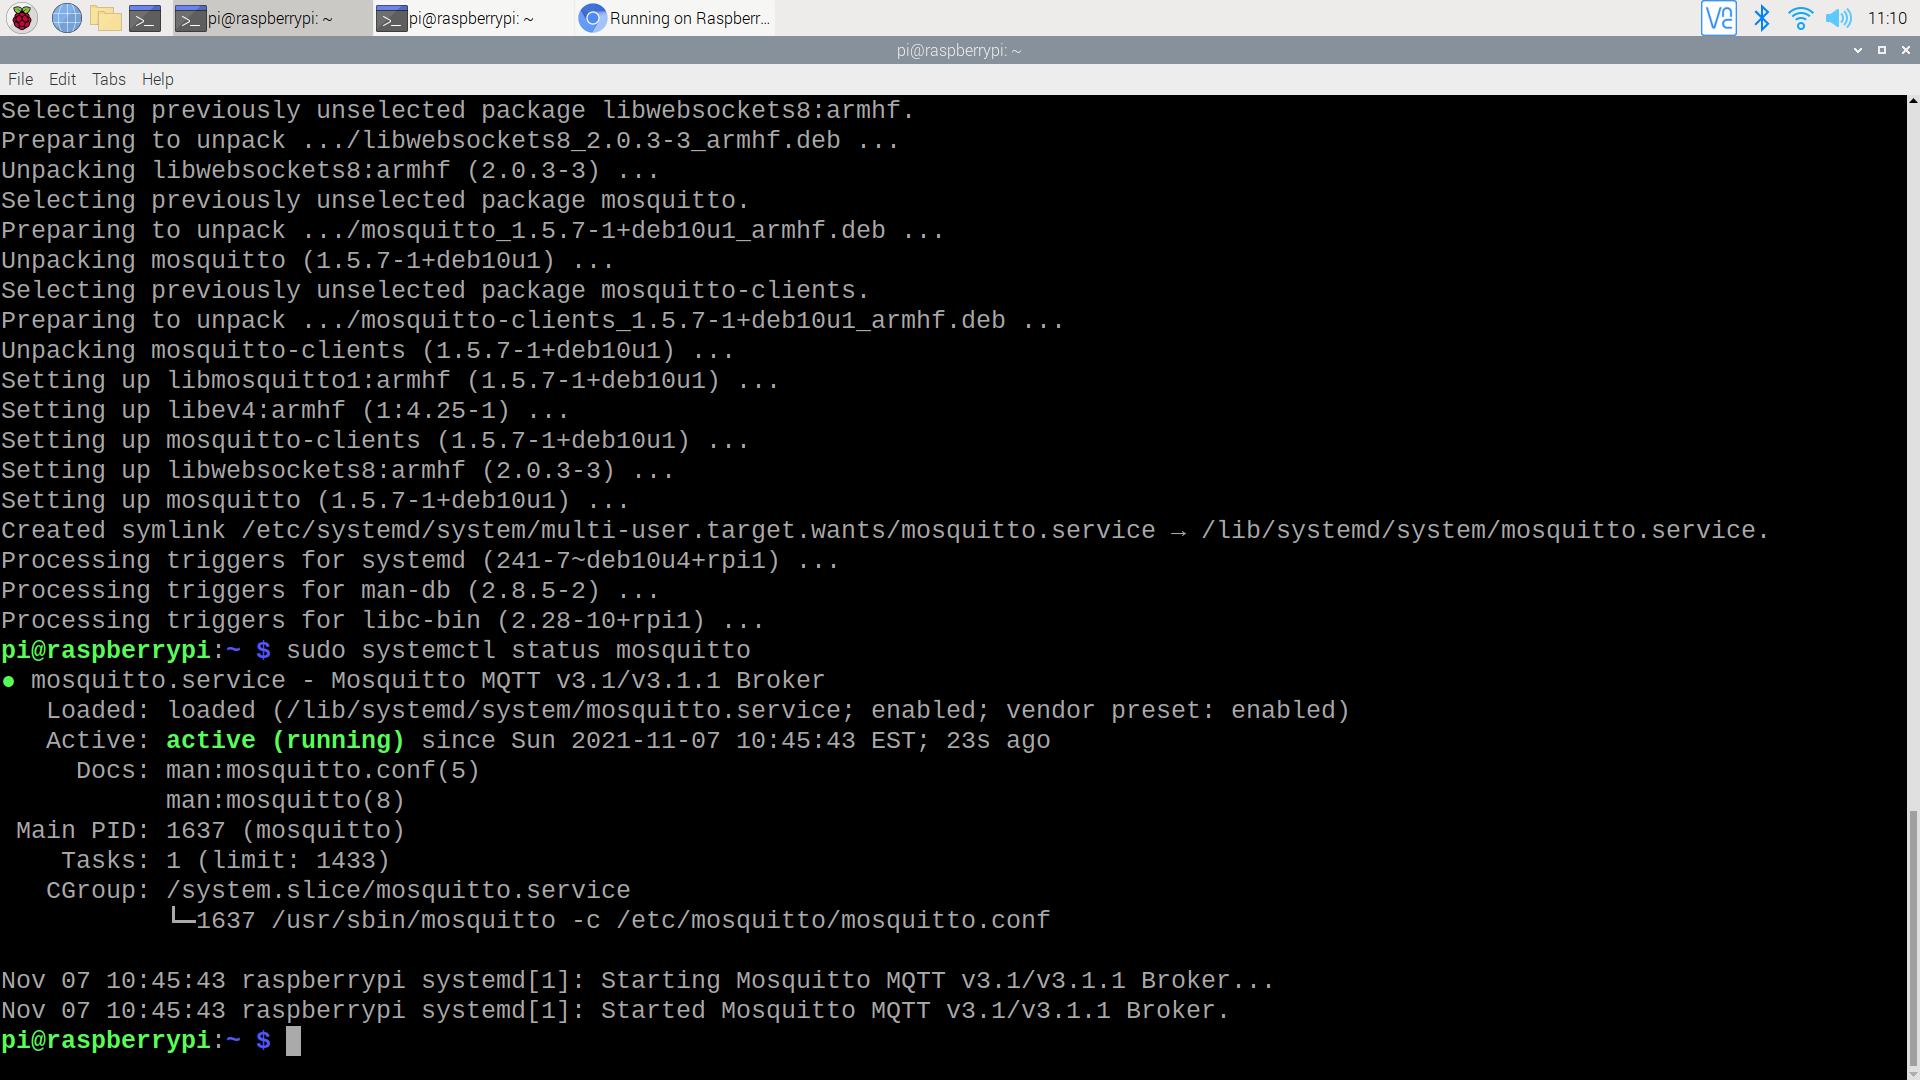 pi@raspberrypi: ~
pi@raspberrypi: ~
Running on Raspberr...
11:10
pi@raspberrypi: ~
File Edit Tabs Help
Selecting previously unselected package libwebsockets8:armhf.
Preparing to unpack .../libwebsockets8_2.0.3-3_armhf.deb ...
Unpacking libwebsockets8:armhf (2.0.3-3) ...
Selecting previously unselected package mosquitto.
Preparing to unpack .../mosquitto_1.5.7-1+deb10u1_armhf.deb ...
Unpacking mosquitto (1.5.7-1+deb10u1) ...
Selecting previously unselected package mosquitto-clients.
Preparing to unpack .../mosquitto-clients_1.5.7-1+deb10u1_armhf.deb ...
Unpacking mosquitto-clients (1.5.7-1+deb10u1) ...
Setting up libmosquitto1:armhf (1.5.7-1+deb10u1) ...
Setting up libev4:armhf (1:4.25-1) ...
Setting up mosquitto-clients (1.5.7-1+deb10u1) ...
Setting up libwebsockets8:armhf (2.0.3-3) ...
Setting up mosquitto (1.5.7-1+deb10u1) ...
Created symlink /etc/systemd/system/multi-user.target.wants/mosquitto.service → /lib/systemd/system/mosquitto.service.
Processing triggers for systemd (241-7~deb10u4+rpi1) ...
Processing triggers for man-db (2.8.5-2) ...
Processing triggers for libc-bin (2.28-10+rpi1) ...
pi@raspberrypi:~ $ sudo systemctl status mosquitto
● mosquitto.service - Mosquitto MQTT v3.1/v3.1.1 Broker
   Loaded: loaded (/lib/systemd/system/mosquitto.service; enabled; vendor preset: enabled)
   Active: active (running) since Sun 2021-11-07 10:45:43 EST; 23s ago
     Docs: man:mosquitto.conf(5)
           man:mosquitto(8)
 Main PID: 1637 (mosquitto)
    Tasks: 1 (limit: 1433)
   CGroup: /system.slice/mosquitto.service
           └─1637 /usr/sbin/mosquitto -c /etc/mosquitto/mosquitto.conf
Nov 07 10:45:43 raspberrypi systemd[1]: Starting Mosquitto MQTT v3.1/v3.1.1 Broker...
Nov 07 10:45:43 raspberrypi systemd[1]: Started Mosquitto MQTT v3.1/v3.1.1 Broker.
pi@raspberrypi:~ $